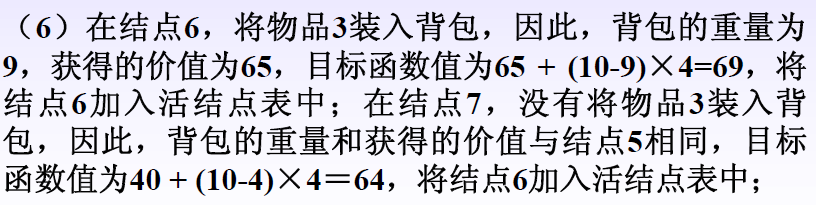 （6）在结点6，将物品3装入背包，因此，背包的重量为
9，获得的价值为65，目标函数值为65 + (10-9)×4=69，将
结点6加入活结点表中；在结点7，没有将物品3装入背
包，因此，背包的重量和获得的价值与结点5相同，目标
函数值为40 + (10-4)×4＝64，将结点6加入活结点表中；